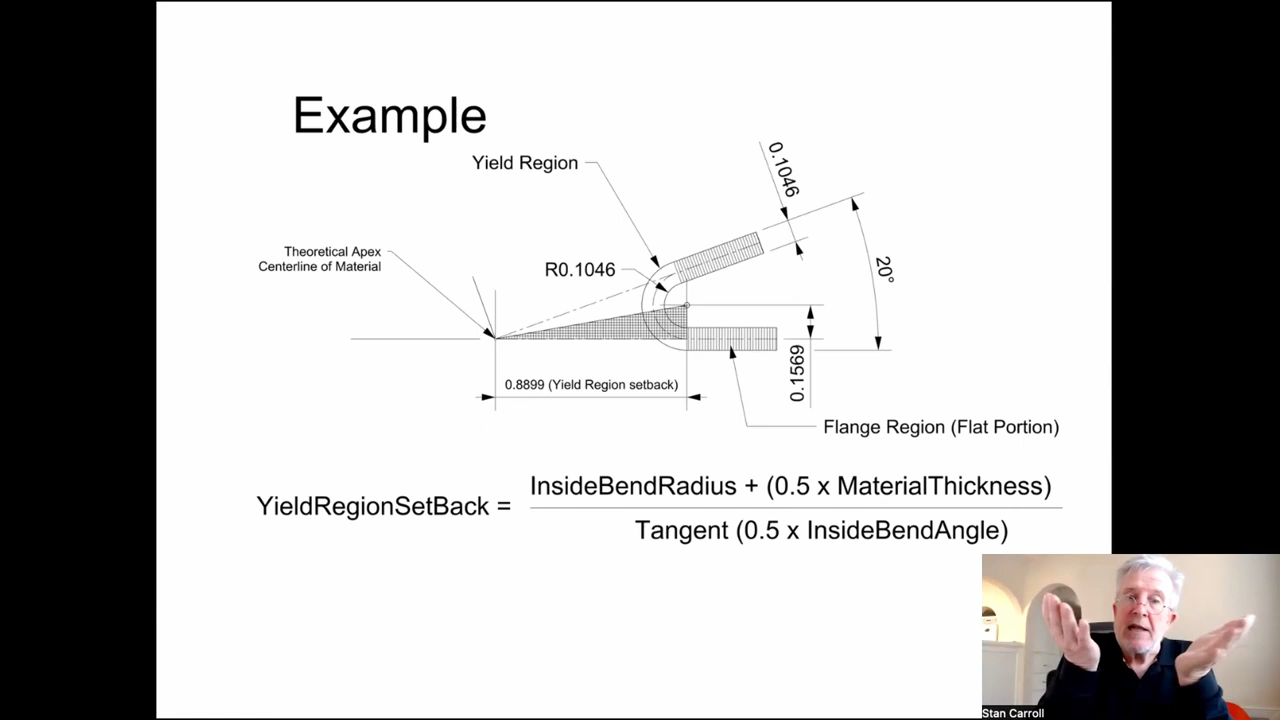 Example
Yield Region
0.1046
Theoretical Apex
Centerline of Material
R0.1046
20°
0.8899 (Yield Region setback)
0.1569
Flange Region (Flat Portion)
YieldRegionSetBack =
InsideBendRadius + (0.5 x MaterialThickness)
Tangent (0.5 x InsideBendAngle)
Stan Carroll